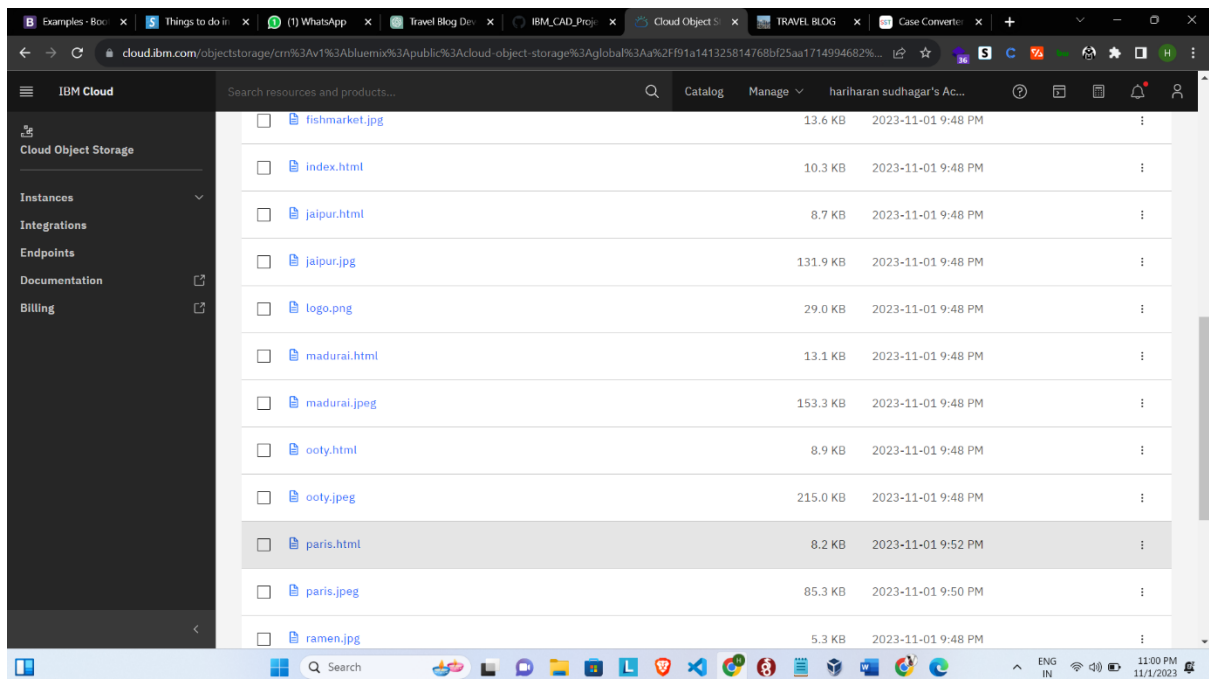 Examples · Boo
Things to do in
(1) WhatsApp
Travel Blog Dev
IBM_CAD_Proje
Cloud Object S
TRAVEL BLOG
Case Converter
cloud.ibm.com/objectstorage/crn%3Av1%3Abluemix%3Apublic%3Acloud-object-storage%3Aglobal%3Aa%2Ff91a141325814768bf25aa1714994682%...
36
IBM Cloud
Search resources and products...
Catalog
Manage
hariharan sudhagar's Ac...
Cloud Object Storage
Instances
Integrations
Endpoints
Documentation
Billing
fishmarket.jpg 13.6 KB 2023-11-01 9:48 PM
index.html 10.3 KB 2023-11-01 9:48 PM
jaipur.html 8.7 KB 2023-11-01 9:48 PM
jaipur.jpg 131.9 KB 2023-11-01 9:48 PM
logo.png 29.0 KB 2023-11-01 9:48 PM
madurai.html 13.1 KB 2023-11-01 9:48 PM
madurai.jpeg 153.3 KB 2023-11-01 9:48 PM
ooty.html 8.9 KB 2023-11-01 9:48 PM
ooty.jpeg 215.0 KB 2023-11-01 9:48 PM
paris.html 8.2 KB 2023-11-01 9:52 PM
paris.jpeg 85.3 KB 2023-11-01 9:50 PM
ramen.jpg 5.3 KB 2023-11-01 9:48 PM
Search
ENG
IN
11:00 PM
11/1/2023